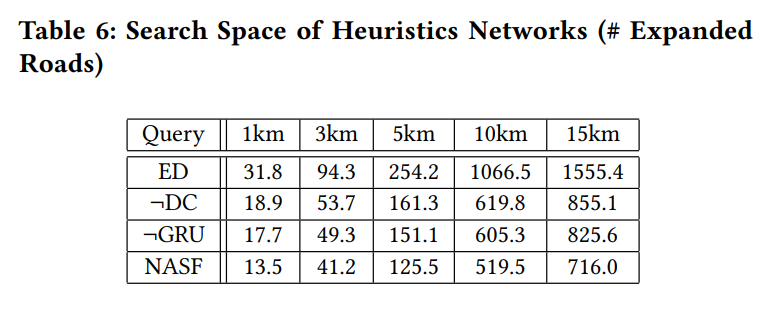 Table 6: Search Space of Heuristics Networks (# Expanded
Roads)
Query 1km 3km 5km 10km 15km
ED 31.8 94.3 254.2 1066.5 1555.4
¬DC 18.9 53.7 161.3 619.8 855.1
¬GRU 17.7 49.3 151.1 605.3 825.6
NASF 13.5 41.2 125.5 519.5 716.0